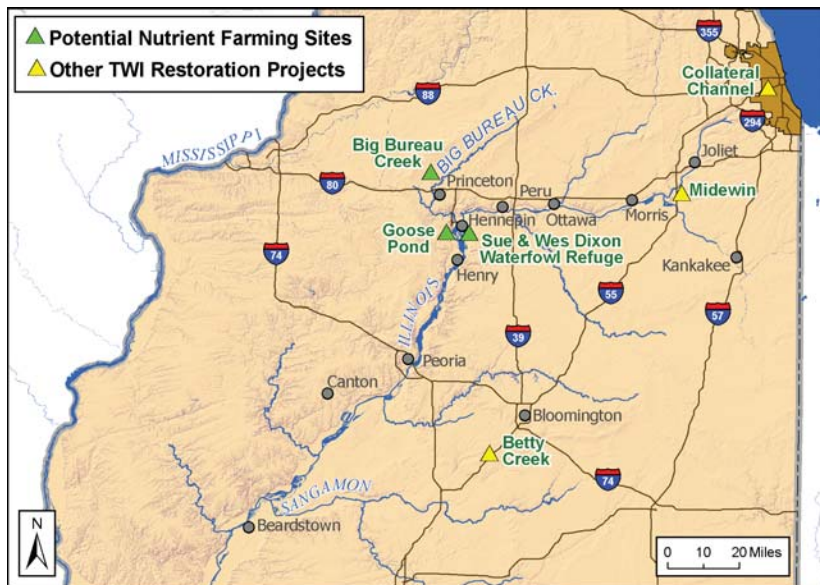 Potential Nutrient Farming Sites
Other TWI Restoration Projects
355
Collateral
Channel
88
294
MISSISSIPPI
BIG BUREAU CK.
Big Bureau
Creek
Joliet
80
Princeton
Peru
Midewin
Hennepin
Ottawa
Morris
Goose
Pond
Sue & Wes Dixon
Waterfowl Refuge
74
Henry
Kankakee
55
57
ILLINOIS
39
Peoria
Canton
Bloomington
Betty
Creek
74
SANGAMON
Beardstown
N
0 10 20 Miles